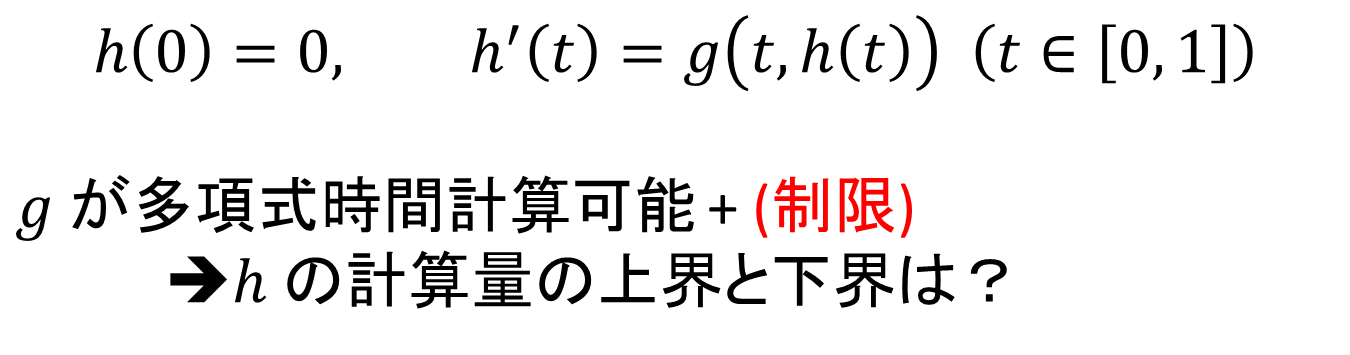 h(0) = 0, h′(t) = g(t, h(t)) (t ∈ [0, 1])
g が多項式時間計算可能 + (制限)
➔h の計算量の上界と下界は？